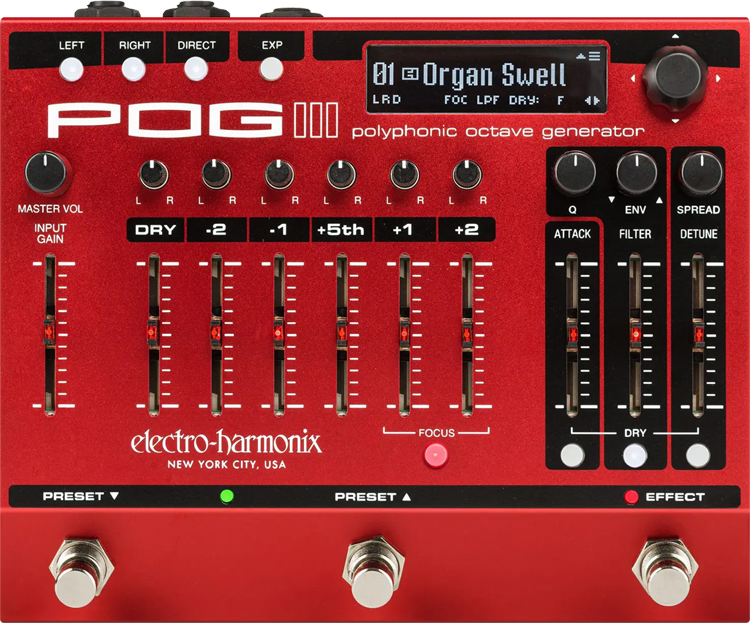 LEFT RIGHT DIRECT EXP
01 Organ Swell
LRD FOC LPF DRY: F
POGIII polyphonic octave generator
L R L R L R L R L R L R
MASTER VOL
Q ENV SPREAD
INPUT
GAIN
DRY -2 -1 +5th +1 +2
ATTACK FILTER DETUNE
electro-harmonix
NEW YORK CITY, USA
FOCUS
DRY
PRESET ▼ PRESET ▲ EFFECT